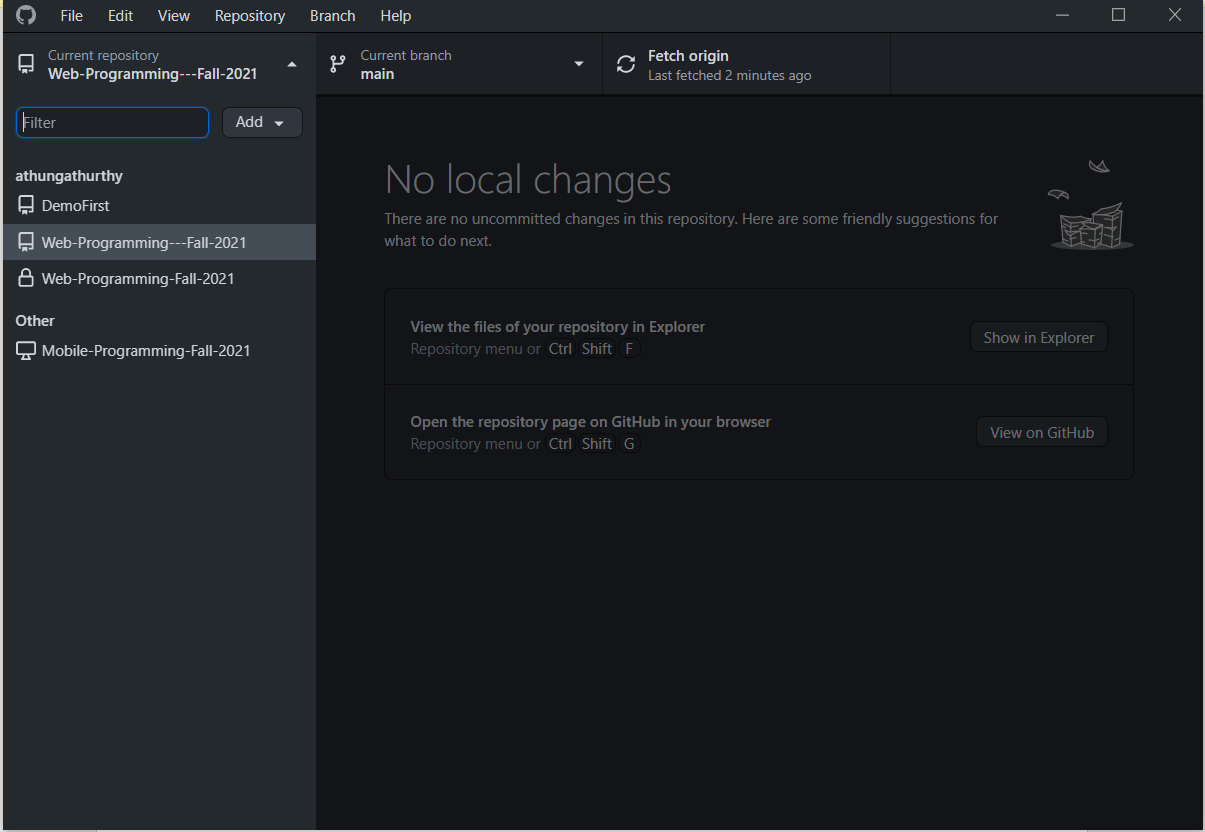 File Edit View Repository Branch Help
Current repository
Web-Programming---Fall-2021
Current branch
main
Fetch origin
Last fetched 2 minutes ago
Filter
Add
athungathurthy
DemoFirst
Web-Programming---Fall-2021
Web-Programming-Fall-2021
Other
Mobile-Programming-Fall-2021
No local changes
There are no uncommitted changes in this repository. Here are some friendly suggestions for
what to do next.
View the files of your repository in Explorer
Repository menu or Ctrl Shift F
Show in Explorer
Open the repository page on GitHub in your browser
Repository menu or Ctrl Shift G
View on GitHub